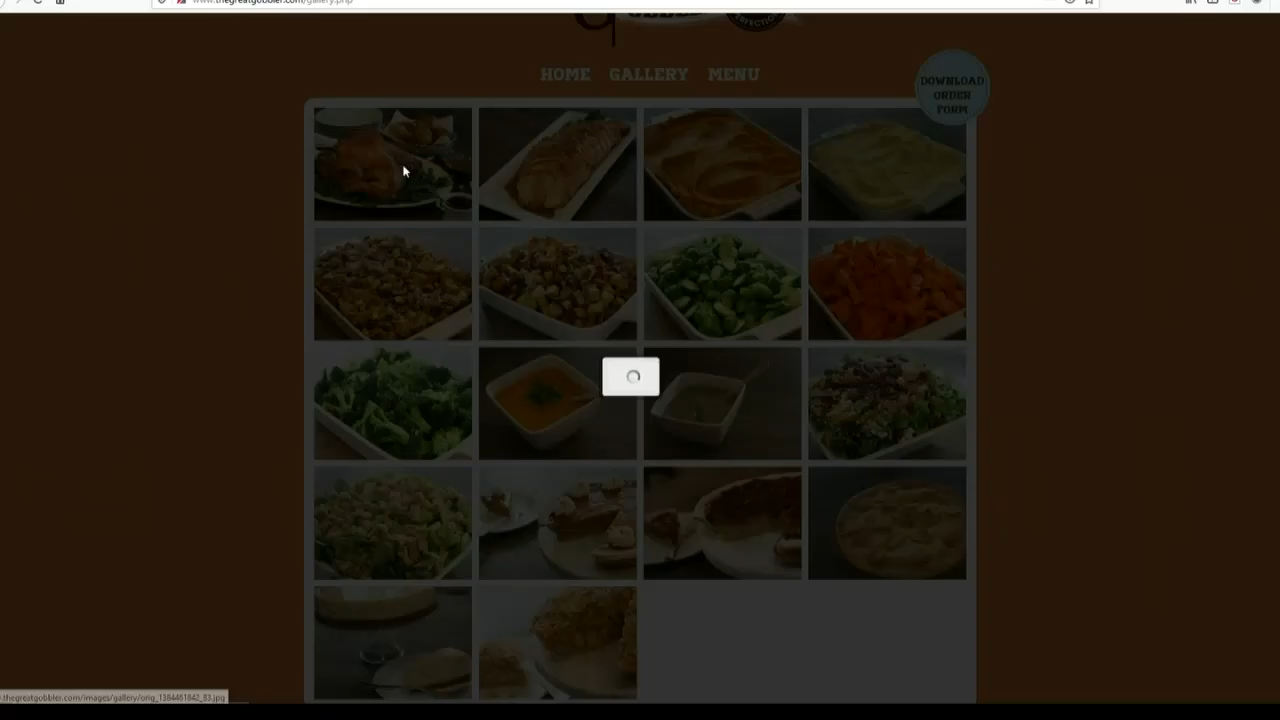 www.thegreatgobbler.com/gallery.php
HOME GALLERY MENU
DOWNLOAD
ORDER
FORM
.thegreatgobbler.com/images/gallery/orig_1384461842_83.jpg